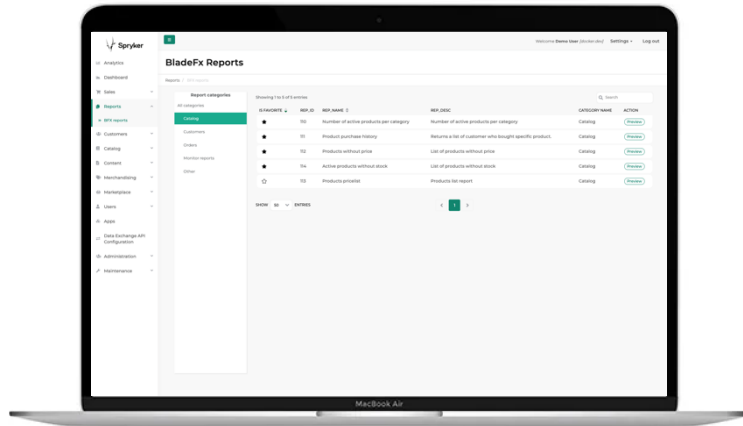 Spryker
Welcome Demo User Settings Log out
Analytics
Dashboard
Sales
Reports
BFX reports
Customers
Catalog
Content
Merchandising
Marketplace
Users
Apps
Data Exchange API
Configuration
Administration
Maintenance
BladeFx Reports
Reports / BFX reports
Report categories
All categories
Catalog
Customers
Orders
Monitor reports
Other
Showing 1 to 5 of 5 entries
Search
IS FAVORITE REP_ID REP_NAME REP_DESC CATEGORY NAME ACTION
110 Number of active products per category Number of active products per category Catalog Preview
111 Product purchase history Returns a list of customer who bought specific product. Catalog Preview
112 Products without price List of products without price Catalog Preview
114 Active products without stock List of products without stock Catalog Preview
113 Products pricelist Products list report Catalog Preview
SHOW 50 ENTRIES
1
MacBook Air